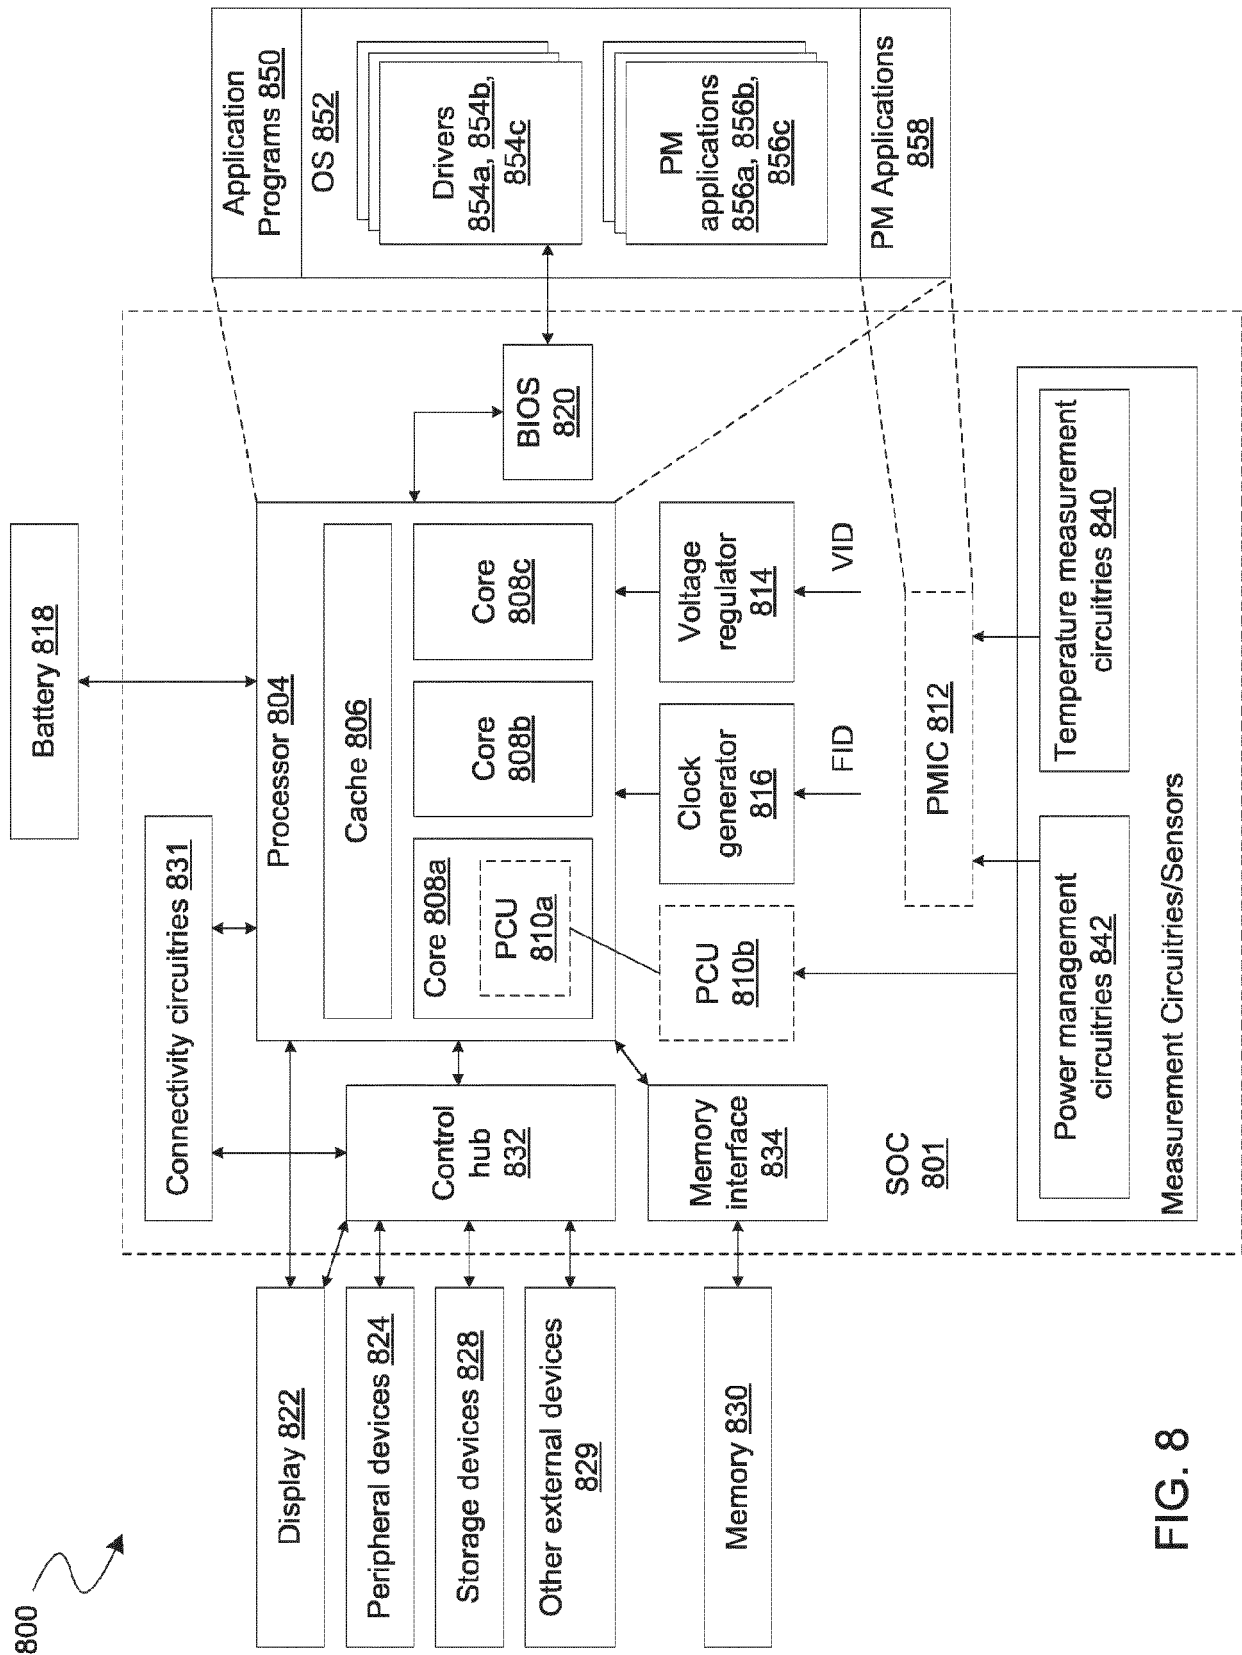 800
Battery 818
Connectivity circuitries 831
Display 822
Peripheral devices 824
Storage devices 828
Other external devices
829
Memory 830
Control
hub
832
Memory
interface
834
SOC
801
Processor 804
Cache 806
Core 808a
PCU
810a
Core
808b
Core
808c
PCU
810b
Clock
generator
816
Voltage
regulator
814
FID
VID
PMIC 812
BIOS
820
Power management
circuitries 842
Temperature measurement
circuitries 840
Measurement Circuitries/Sensors
Application
Programs 850
OS 852
Drivers
854a, 854b,
854c
PM
applications
856a, 856b,
856c
PM Applications
858
FIG. 8